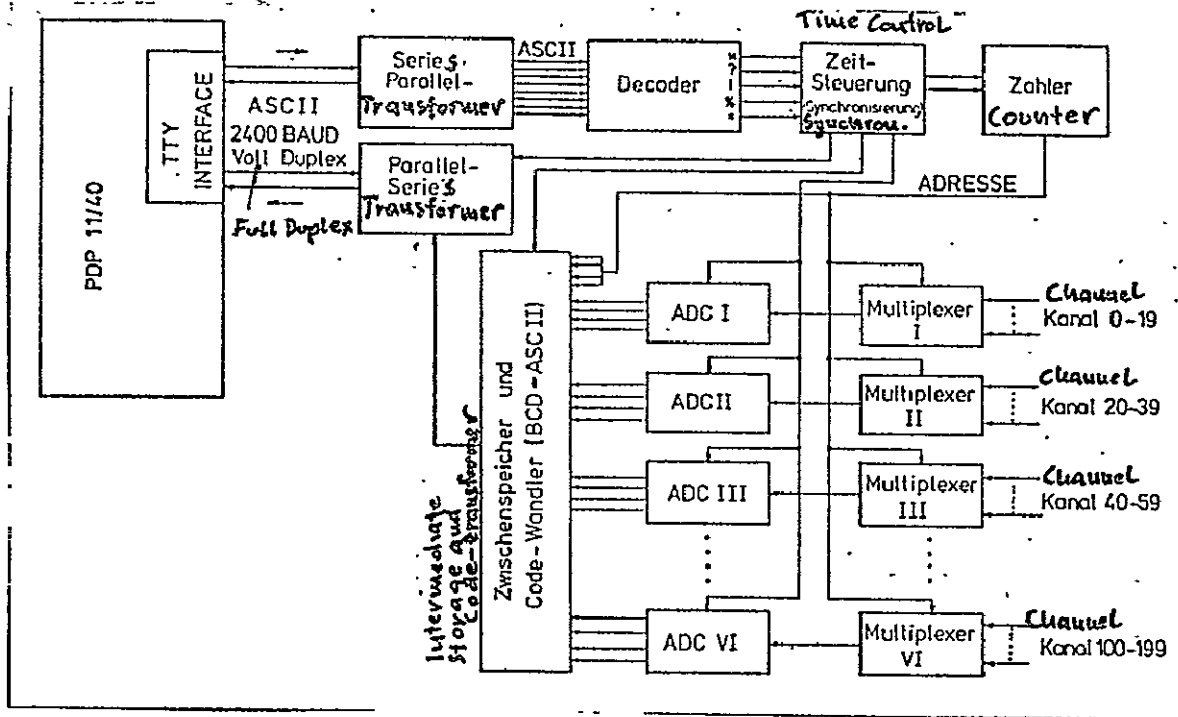 Time Control
PDP 11/40
TTY
INTERFACE
ASCII
2400 BAUD
Voll Duplex
Full Duplex
Series-
Parallel-
Transformer
ASCII
Decoder
Zeit-
Steuerung
Synchronisierung
Synchron.
Zahler
Counter
Parallel-
Series
Transformer
ADRESSE
Zwischenspeicher und
Code-Wandler (BCD-ASCII)
Intermediate
Storage and
Code-transformer
ADC I
Multiplexer
I
Channel
Kanal 0-19
ADC II
Multiplexer
II
Channel
Kanal 20-39
ADC III
Multiplexer
III
Channel
Kanal 40-59
ADC VI
Multiplexer
VI
Channel
Kanal 100-199